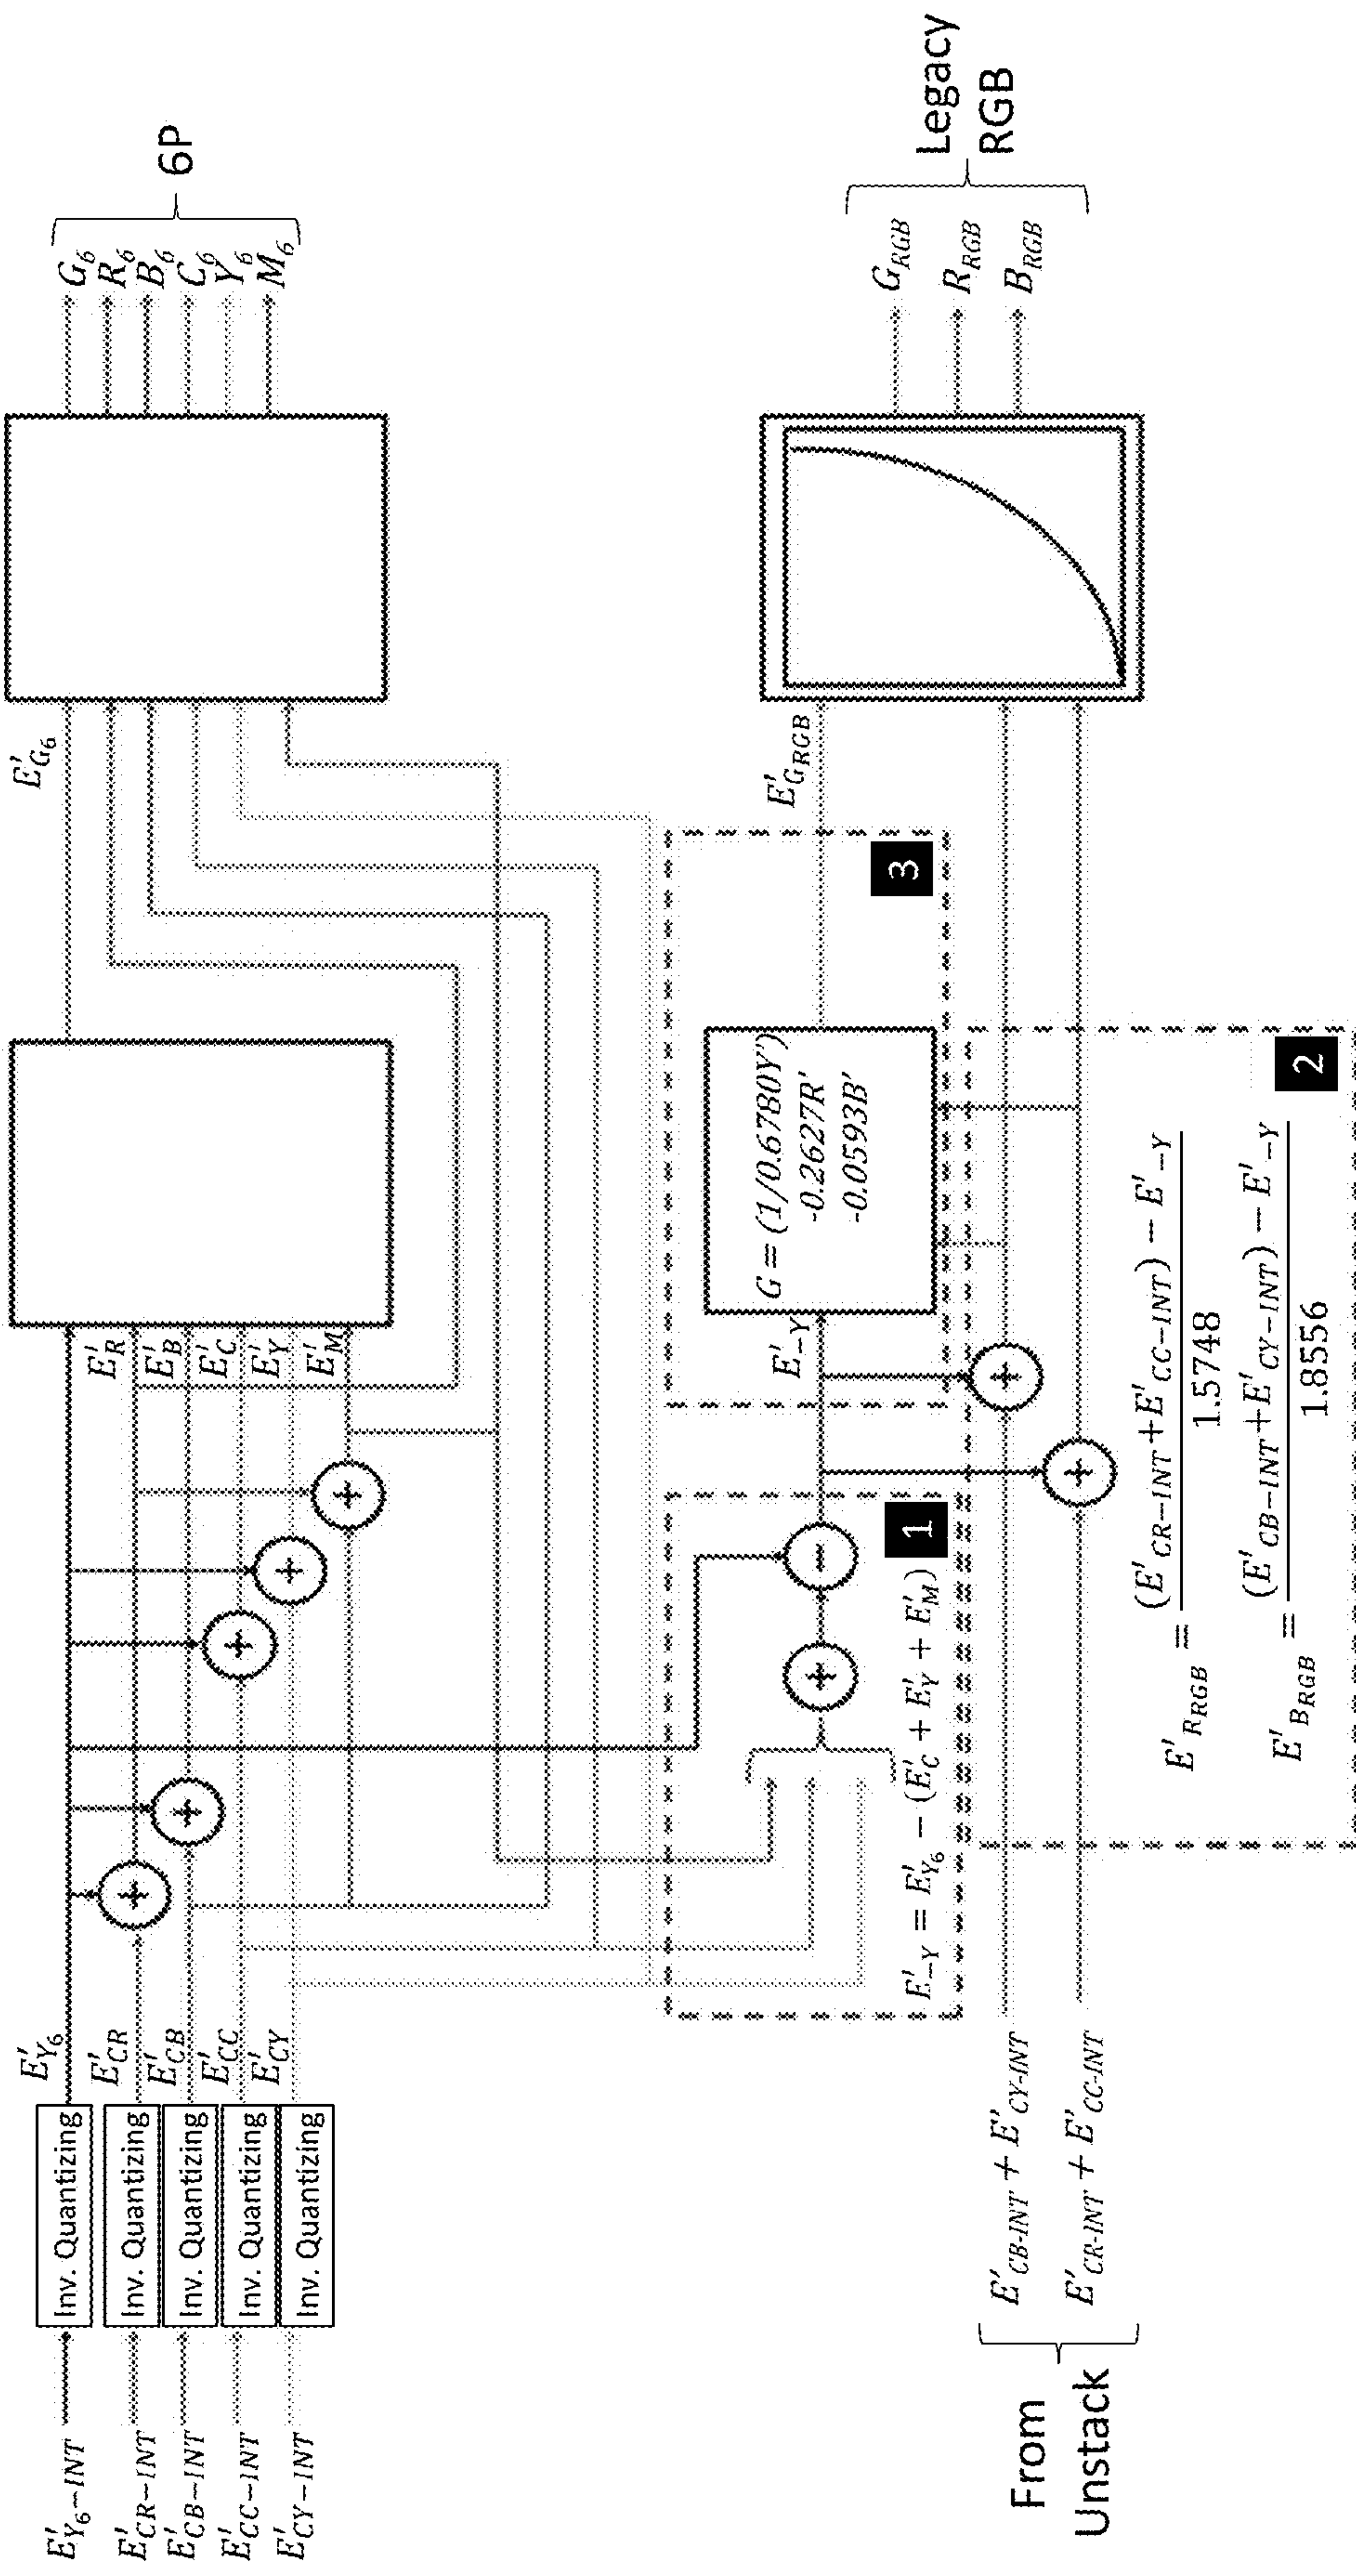 E'Y6-INT
E'CR-INT
E'CB-INT
E'CC-INT
E'CY-INT
Inv. Quantizing
Inv. Quantizing
Inv. Quantizing
Inv. Quantizing
Inv. Quantizing
E'Y6
E'CR
E'CB
E'CC
E'CY
+
+
+
+
+
E'R
E'B
E'C
E'Y
E'M
E'G6
G6
R6
B6
C6
Y6
M6
6P
+
−
E'−Y = E'Y6 − (E'C + E'Y + E'M)
1
E'−Y
G = (1/0.6780Y')
-0.2627R'
-0.0593B'
3
E'GRGB
From
Unstack
E'CB-INT + E'CY-INT
E'CR-INT + E'CC-INT
+
+
E'RRGB = (E'CR−INT+E'CC−INT) − E'−Y
1.5748
E'BRGB = (E'CB−INT+E'CY−INT) − E'−Y
1.8556
2
GRGB
RRGB
BRGB
Legacy
RGB